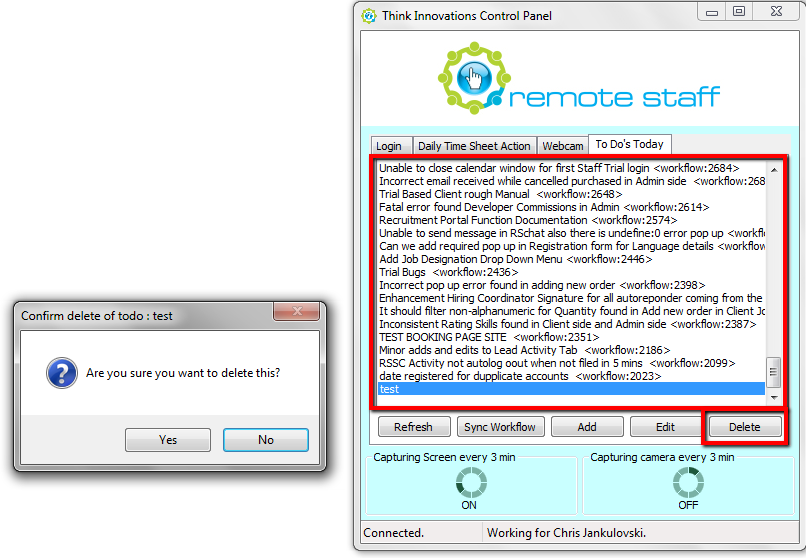 Confirm delete of todo : test
Are you sure you want to delete this?
Yes
No
Think Innovations Control Panel
remote staff
Login
Daily Time Sheet Action
Webcam
To Do's Today
Unable to close calendar window for first Staff Trial login <workflow:2684>
Incorrect email received while cancelled purchased in Admin side <workflow:268
Trial Based Client rough Manual <workflow:2648>
Fatal error found Developer Commissions in Admin <workflow:2614>
Recruitment Portal Function Documentation <workflow:2574>
Unable to send message in RSchat also there is undefine:0 error pop up <workfl
Can we add required pop up in Registration form for Language details <workflow:
Add Job Designation Drop Down Menu <workflow:2446>
Trial Bugs <workflow:2436>
Incorrect pop up error found in adding new order <workflow:2398>
Enhancement Hiring Coordinator Signature for all autoreponder coming from the
It should filter non-alphanumeric for Quantity found in Add new order in Client Jo
Inconsistent Rating Skills found in Client side and Admin side <workflow:2387>
TEST BOOKING PAGE SITE <workflow:2351>
Minor adds and edits to Lead Activity Tab <workflow:2186>
RSSC Activity not autolog oout when not filed in 5 mins <workflow:2099>
date registered for dupplicate accounts <workflow:2023>
test
Refresh
Sync Workflow
Add
Edit
Delete
Capturing Screen every 3 min
ON
Capturing camera every 3 min
OFF
Connected.
Working for Chris Jankulovski.